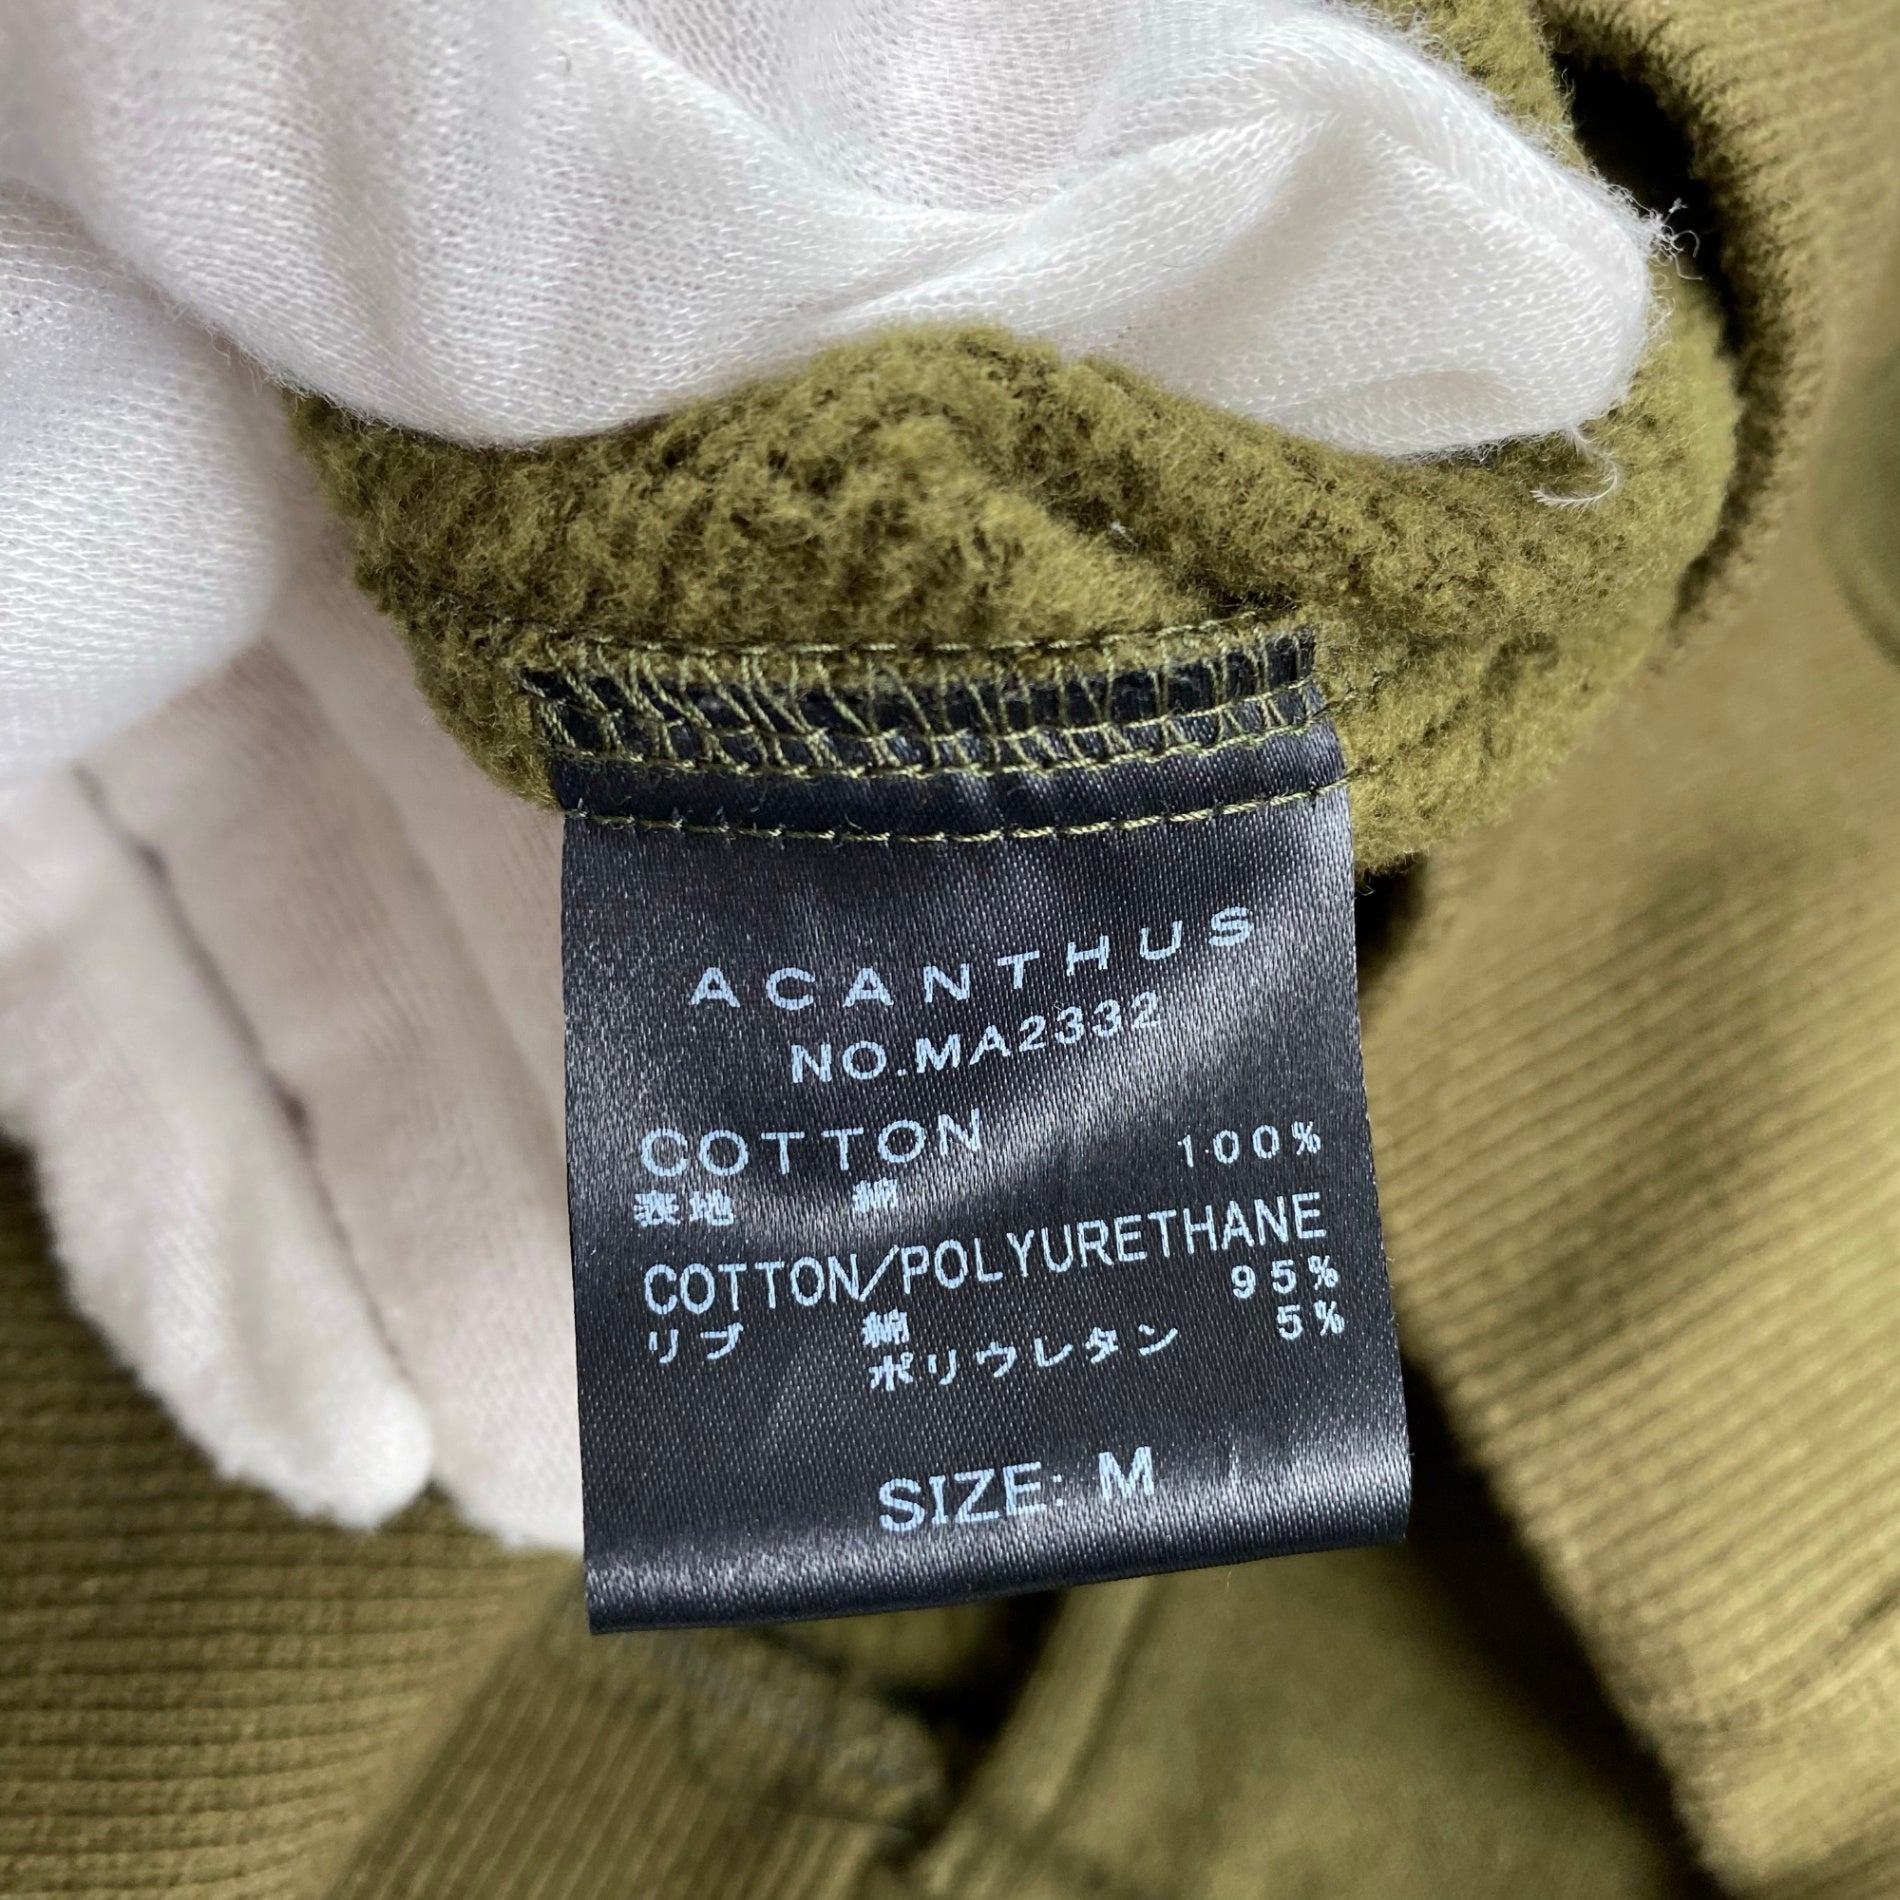 ACANTHUS
NO.MA2332
COTTON 100%
表地 綿
COTTON/POLYURETHANE
リブ 綿 95%
ポリウレタン 5%
SIZE: M